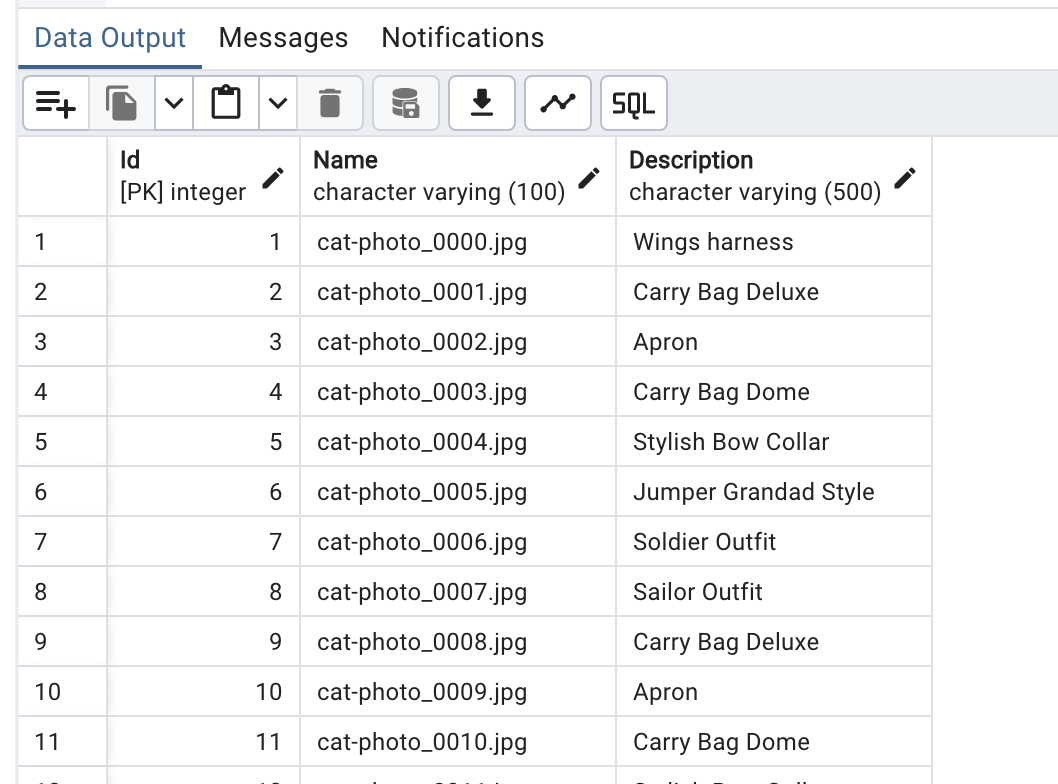 Data Output Messages Notifications
SQL
Id Name Description
[PK] integer character varying (100) character varying (500)
1 1 cat-photo_0000.jpg Wings harness
2 2 cat-photo_0001.jpg Carry Bag Deluxe
3 3 cat-photo_0002.jpg Apron
4 4 cat-photo_0003.jpg Carry Bag Dome
5 5 cat-photo_0004.jpg Stylish Bow Collar
6 6 cat-photo_0005.jpg Jumper Grandad Style
7 7 cat-photo_0006.jpg Soldier Outfit
8 8 cat-photo_0007.jpg Sailor Outfit
9 9 cat-photo_0008.jpg Carry Bag Deluxe
10 10 cat-photo_0009.jpg Apron
11 11 cat-photo_0010.jpg Carry Bag Dome